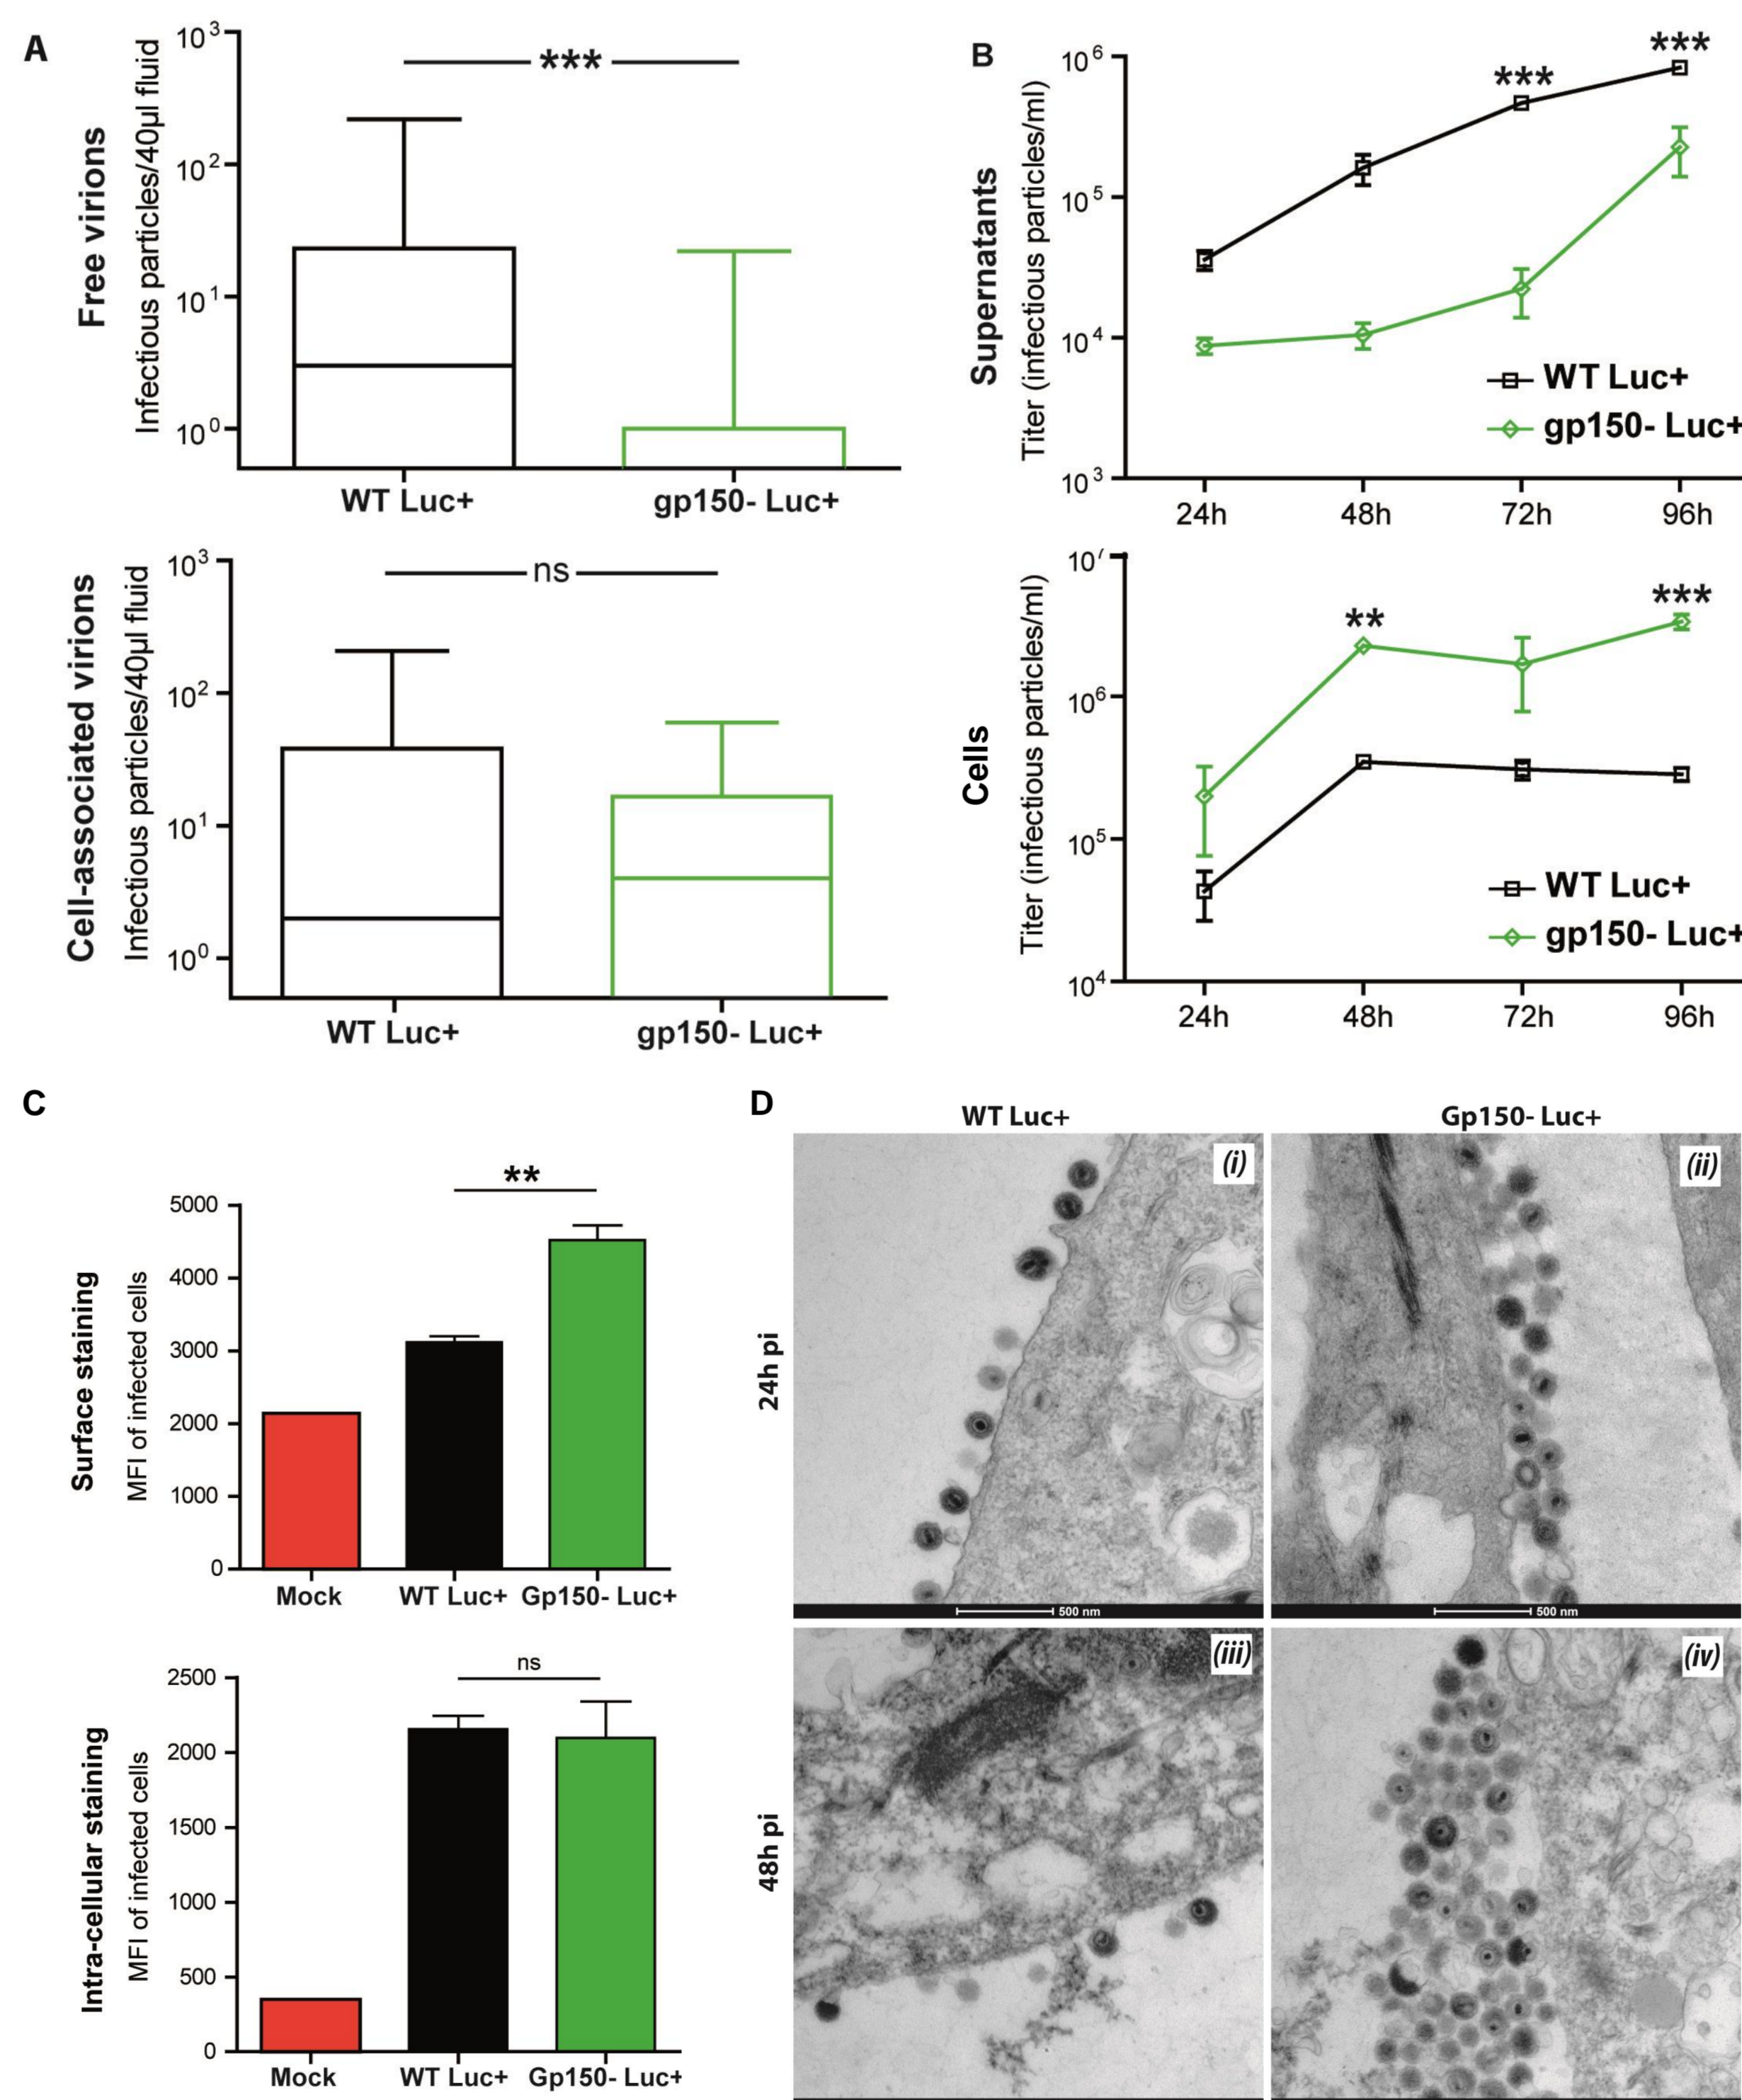 A
Free virions
Infectious particles/40µl fluid
10³
10²
10¹
10⁰
***
WT Luc+
gp150- Luc+
Cell-associated virions
Infectious particles/40µl fluid
10³
10²
10¹
10⁰
ns
WT Luc+
gp150- Luc+
B
Supernatants
Titer (infectious particles/ml)
10⁶
10⁵
10⁴
10³
***
***
WT Luc+
gp150- Luc+
24h
48h
72h
96h
Cells
Titer (infectious particles/ml)
10⁷
10⁶
10⁵
10⁴
**
***
WT Luc+
gp150- Luc+
24h
48h
72h
96h
C
Surface staining
MFI of infected cells
5000
4000
3000
2000
1000
0
**
Mock
WT Luc+
Gp150- Luc+
Intra-cellular staining
MFI of infected cells
2500
2000
1500
1000
500
0
ns
Mock
WT Luc+
Gp150- Luc+
D
WT Luc+
Gp150- Luc+
24h pi
(i)
500 nm
(ii)
500 nm
48h pi
(iii)
(iv)